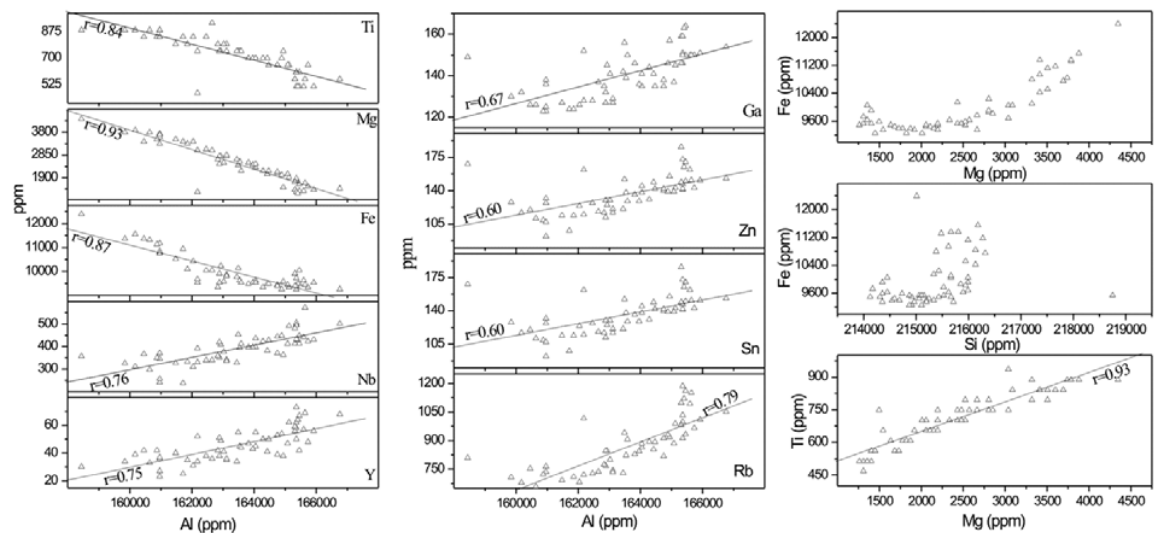 875
700
525
r=0.84
Ti
3800
2850
1900
r=0.93
Mg
ppm
12000
11000
10000
r=0.87
Fe
500
400
300
r=0.76
Nb
60
40
20
r=0.75
Y
160000 162000 164000 166000
Al (ppm)
160
140
120
r=0.67
Ga
175
140
105
r=0.60
Zn
ppm
175
140
105
r=0.60
Sn
1200
1050
900
750
r=0.79
Rb
160000 162000 164000 166000
Al (ppm)
12000
11200
10400
9600
Fe (ppm)
1500 2000 2500 3000 3500 4000 4500
Mg (ppm)
12000
11200
10400
9600
Fe (ppm)
214000 215000 216000 217000 218000 219000
Si (ppm)
900
750
600
450
Ti (ppm)
r=0.93
1500 2000 2500 3000 3500 4000 4500
Mg (ppm)